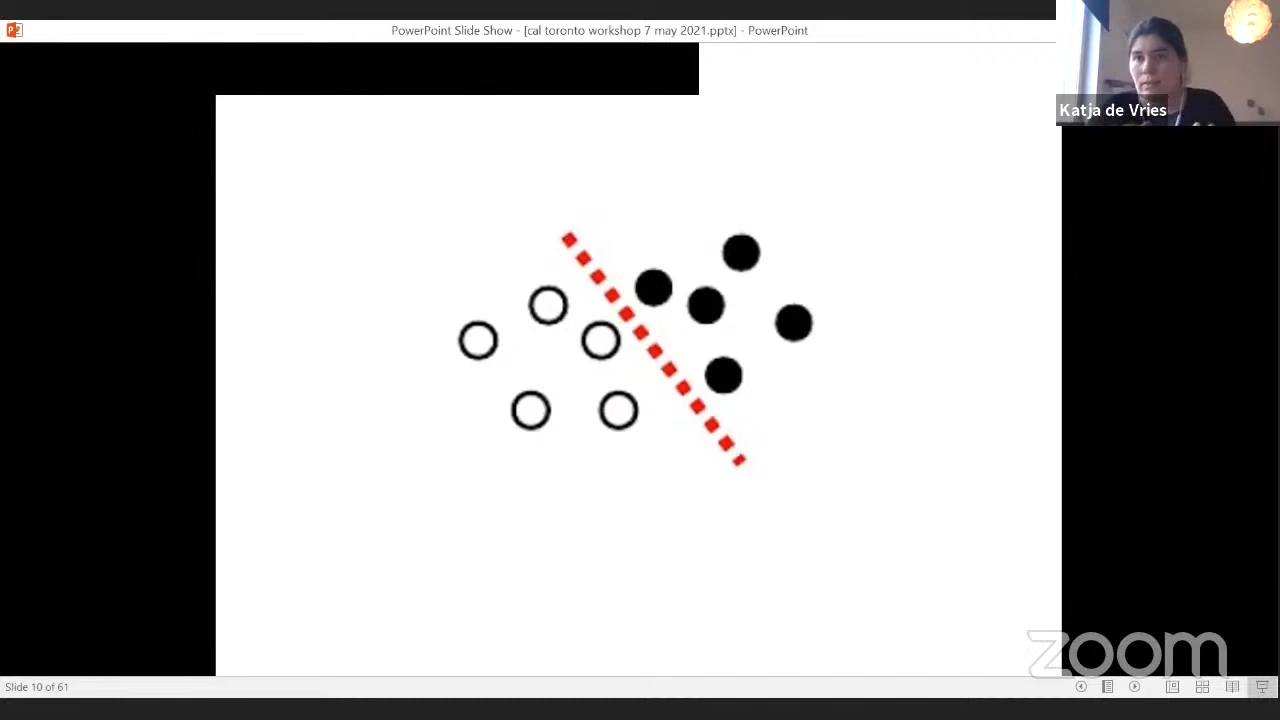 PowerPoint Slide Show - [cal toronto workshop 7 may 2021.pptx] - PowerPoint
Katja de Vries
zoom
Slide 10 of 61